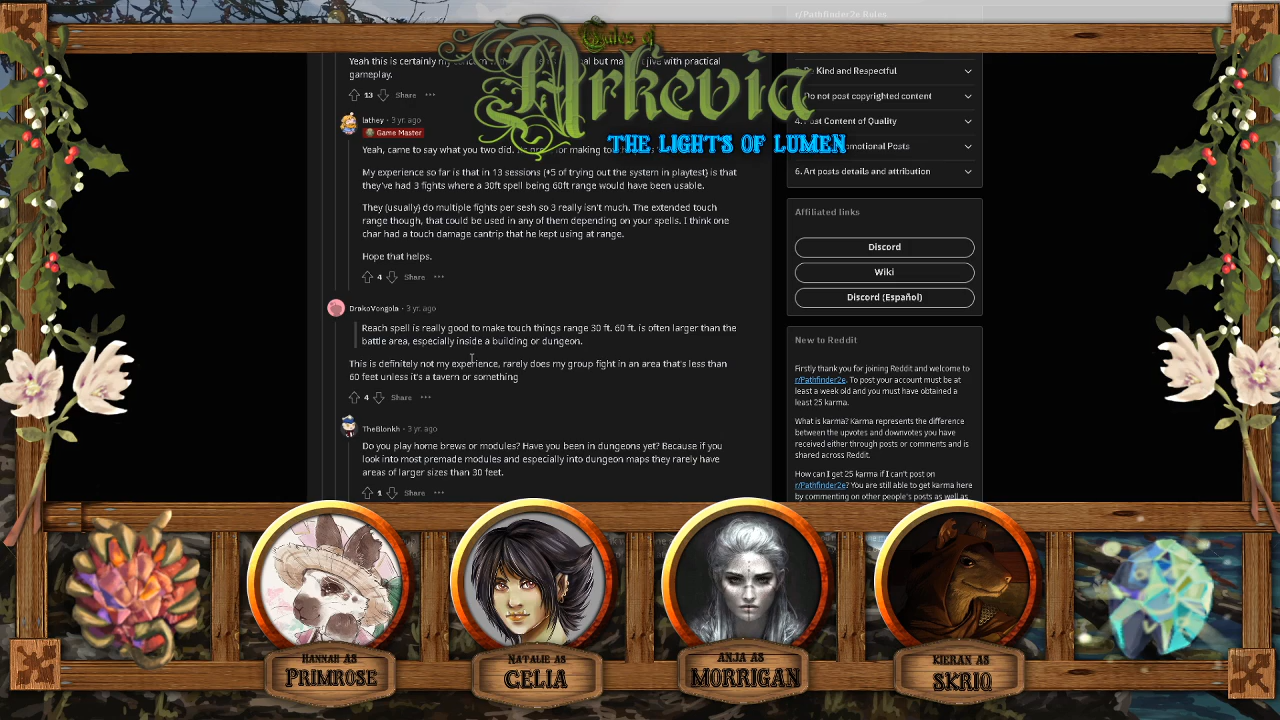 Tales of
Arkevia
THE LIGHTS OF LUMEN
Yeah this is certainly my
but ma
jive with practical
gameplay.
13 Share
lathey · 3 yr. ago
Game Master
Yeah, came to say what you two did.
for making to
My experience so far is that in 13 sessions (+5 of trying out the system in playtest) is that
they've had 3 fights where a 30ft spell being 60ft range would have been usable.
They (usually) do multiple fights per sesh so 3 really isn't much. The extended touch
range though, that could be used in any of them depending on your spells. I think one
char had a touch damage cantrip that he kept using at range.
Hope that helps.
4 Share
DrakoVongola · 3 yr. ago
Reach spell is really good to make touch things range 30 ft. 60 ft. is often larger than the
battle area, especially inside a building or dungeon.
This is definitely not my experience, rarely does my group fight in an area that's less than
60 feet unless it's a tavern or something
4 Share
TheBlonkh · 3 yr. ago
Do you play home brews or modules? Have you been in dungeons yet? Because if you
look into most premade modules and especially into dungeon maps they rarely have
areas of larger sizes than 30 feet.
1 Share
r/Pathfinder2e Rules
Kind and Respectful
Do not post copyrighted content
4. Post Content of Quality
omotional Posts
6. Art posts details and attribution
Affiliated links
Discord
Wiki
Discord (Español)
New to Reddit
Firstly thank you for joining Reddit and welcome to
r/Pathfinder2e. To post your account must be at
least a week old and you must have obtained a
least 25 karma.
What is karma? Karma represents the difference
between the upvotes and downvotes you have
received either through posts or comments and is
shared across Reddit.
How can I get 25 karma if I can't post on
r/Pathfinder2e? You are still able to get karma here
by commenting on other people's posts as well as
HANNAH AS
PRIMROSE
NATALIE AS
CELIA
ANJA AS
MORRIGAN
KIERAN AS
SKRIQ